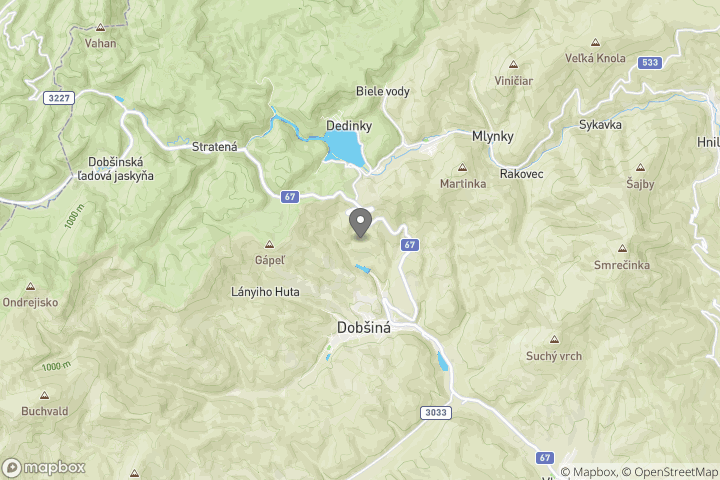 Vahan
Veľká Knola
533
Viničiar
3227
Biele vody
Dedinky
Sykavka
Mlynky
Stratená
Dobšinská
ľadová jaskyňa
Rakovec
Martinka
Šajby
67
1000 m
67
Gápeľ
Smrečinka
Lányiho Huta
Ondrejisko
Dobšiná
Suchý vrch
1000 m
Buchvald
3033
67
mapbox
© Mapbox, © OpenStreetMap